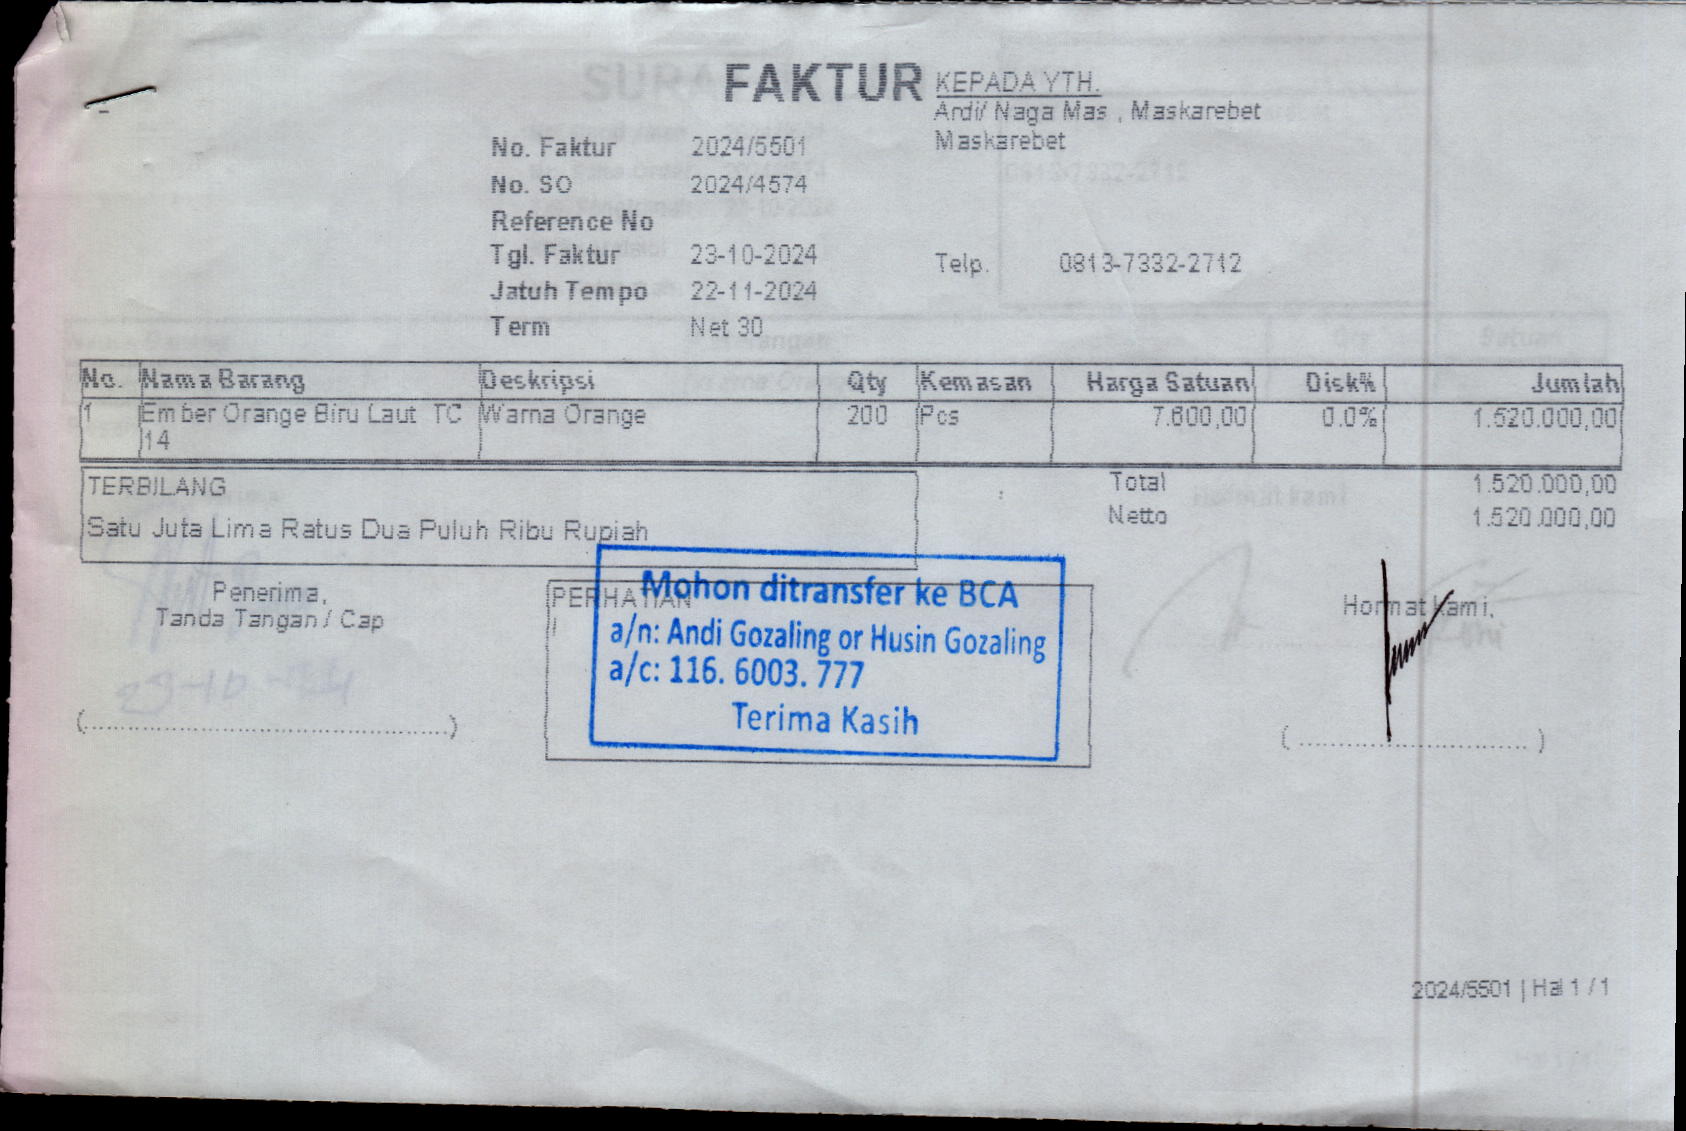 FAKTUR
KEPADA YTH.
Ardi/ Naga Mas , Maskarebet
Maskarebet
No. Faktur 2024/5501
No. SO 2024/4574
Reference No
Tgl. Faktur 23-10-2024
Telp. 0813-7332-2712
Jatuh Tempo 22-11-2024
Term Net 30
No. Nama Barang Deskripsi Qty Kemasan Harga Satuan Disk% Jumlah
1 Ember Orange Biru Laut TC Warna Orange 200 Pcs 7.600,00 0.0% 1.520.000,00
14
TERBILANG
Total 1.520.000,00
Satu Juta Lima Ratus Dua Puluh Ribu Rupiah
: Netto 1.520.000,00
Penerima,
Tanda Tangan / Cap
PERHATIAN
Mohon ditransfer ke BCA
a/n: Andi Gozaling or Husin Gozaling
a/c: 116. 6003. 777
Terima Kasih
Hormat kami,
(................................................)
(..............................)
2024/5501 | Hal 1 / 1